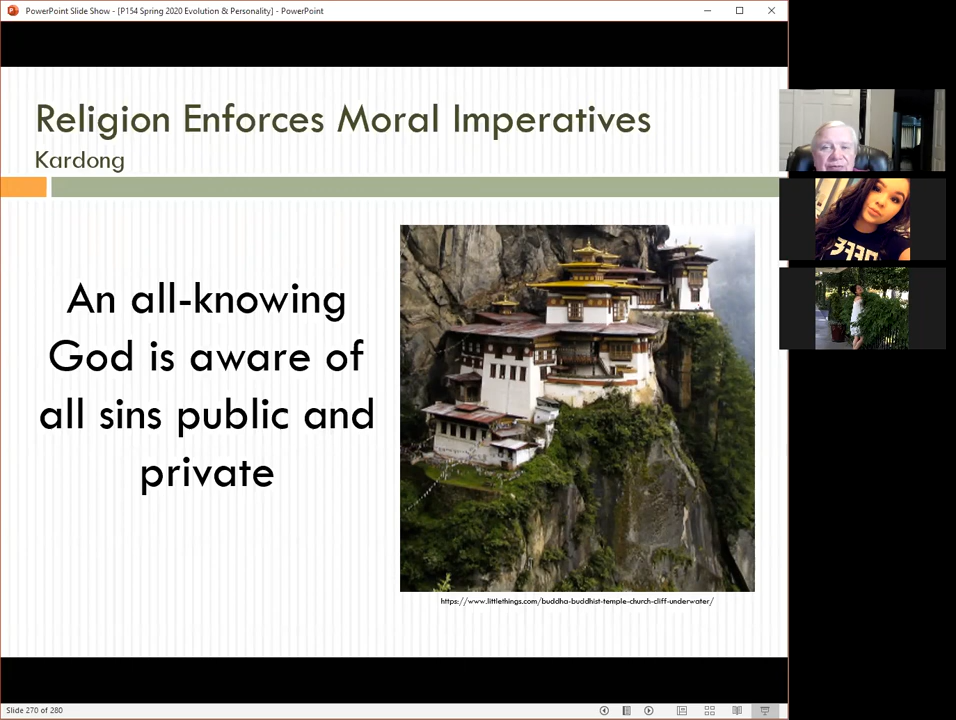 PowerPoint Slide Show - [P154 Spring 2020 Evolution & Personality] - PowerPoint
Religion Enforces Moral Imperatives
Kardong
An all-knowing
God is aware of
all sins public and
private
https://www.littlethings.com/buddha-buddhist-temple-church-cliff-underwater/
Slide 270 of 280